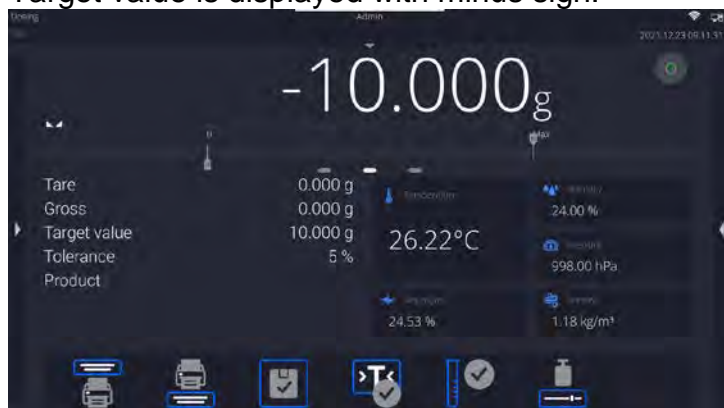 Target value is displayed with minus sign.
Dosing
Admin
2021.12.23 09:11:31
-10.000 g
0
Max
Tare 0.000 g
Gross 0.000 g
Target value 10.000 g
Tolerance 5 %
Product
26.22°C
24.00 %
998.00 hPa
24.53 %
1.18 kg/m³
>T<